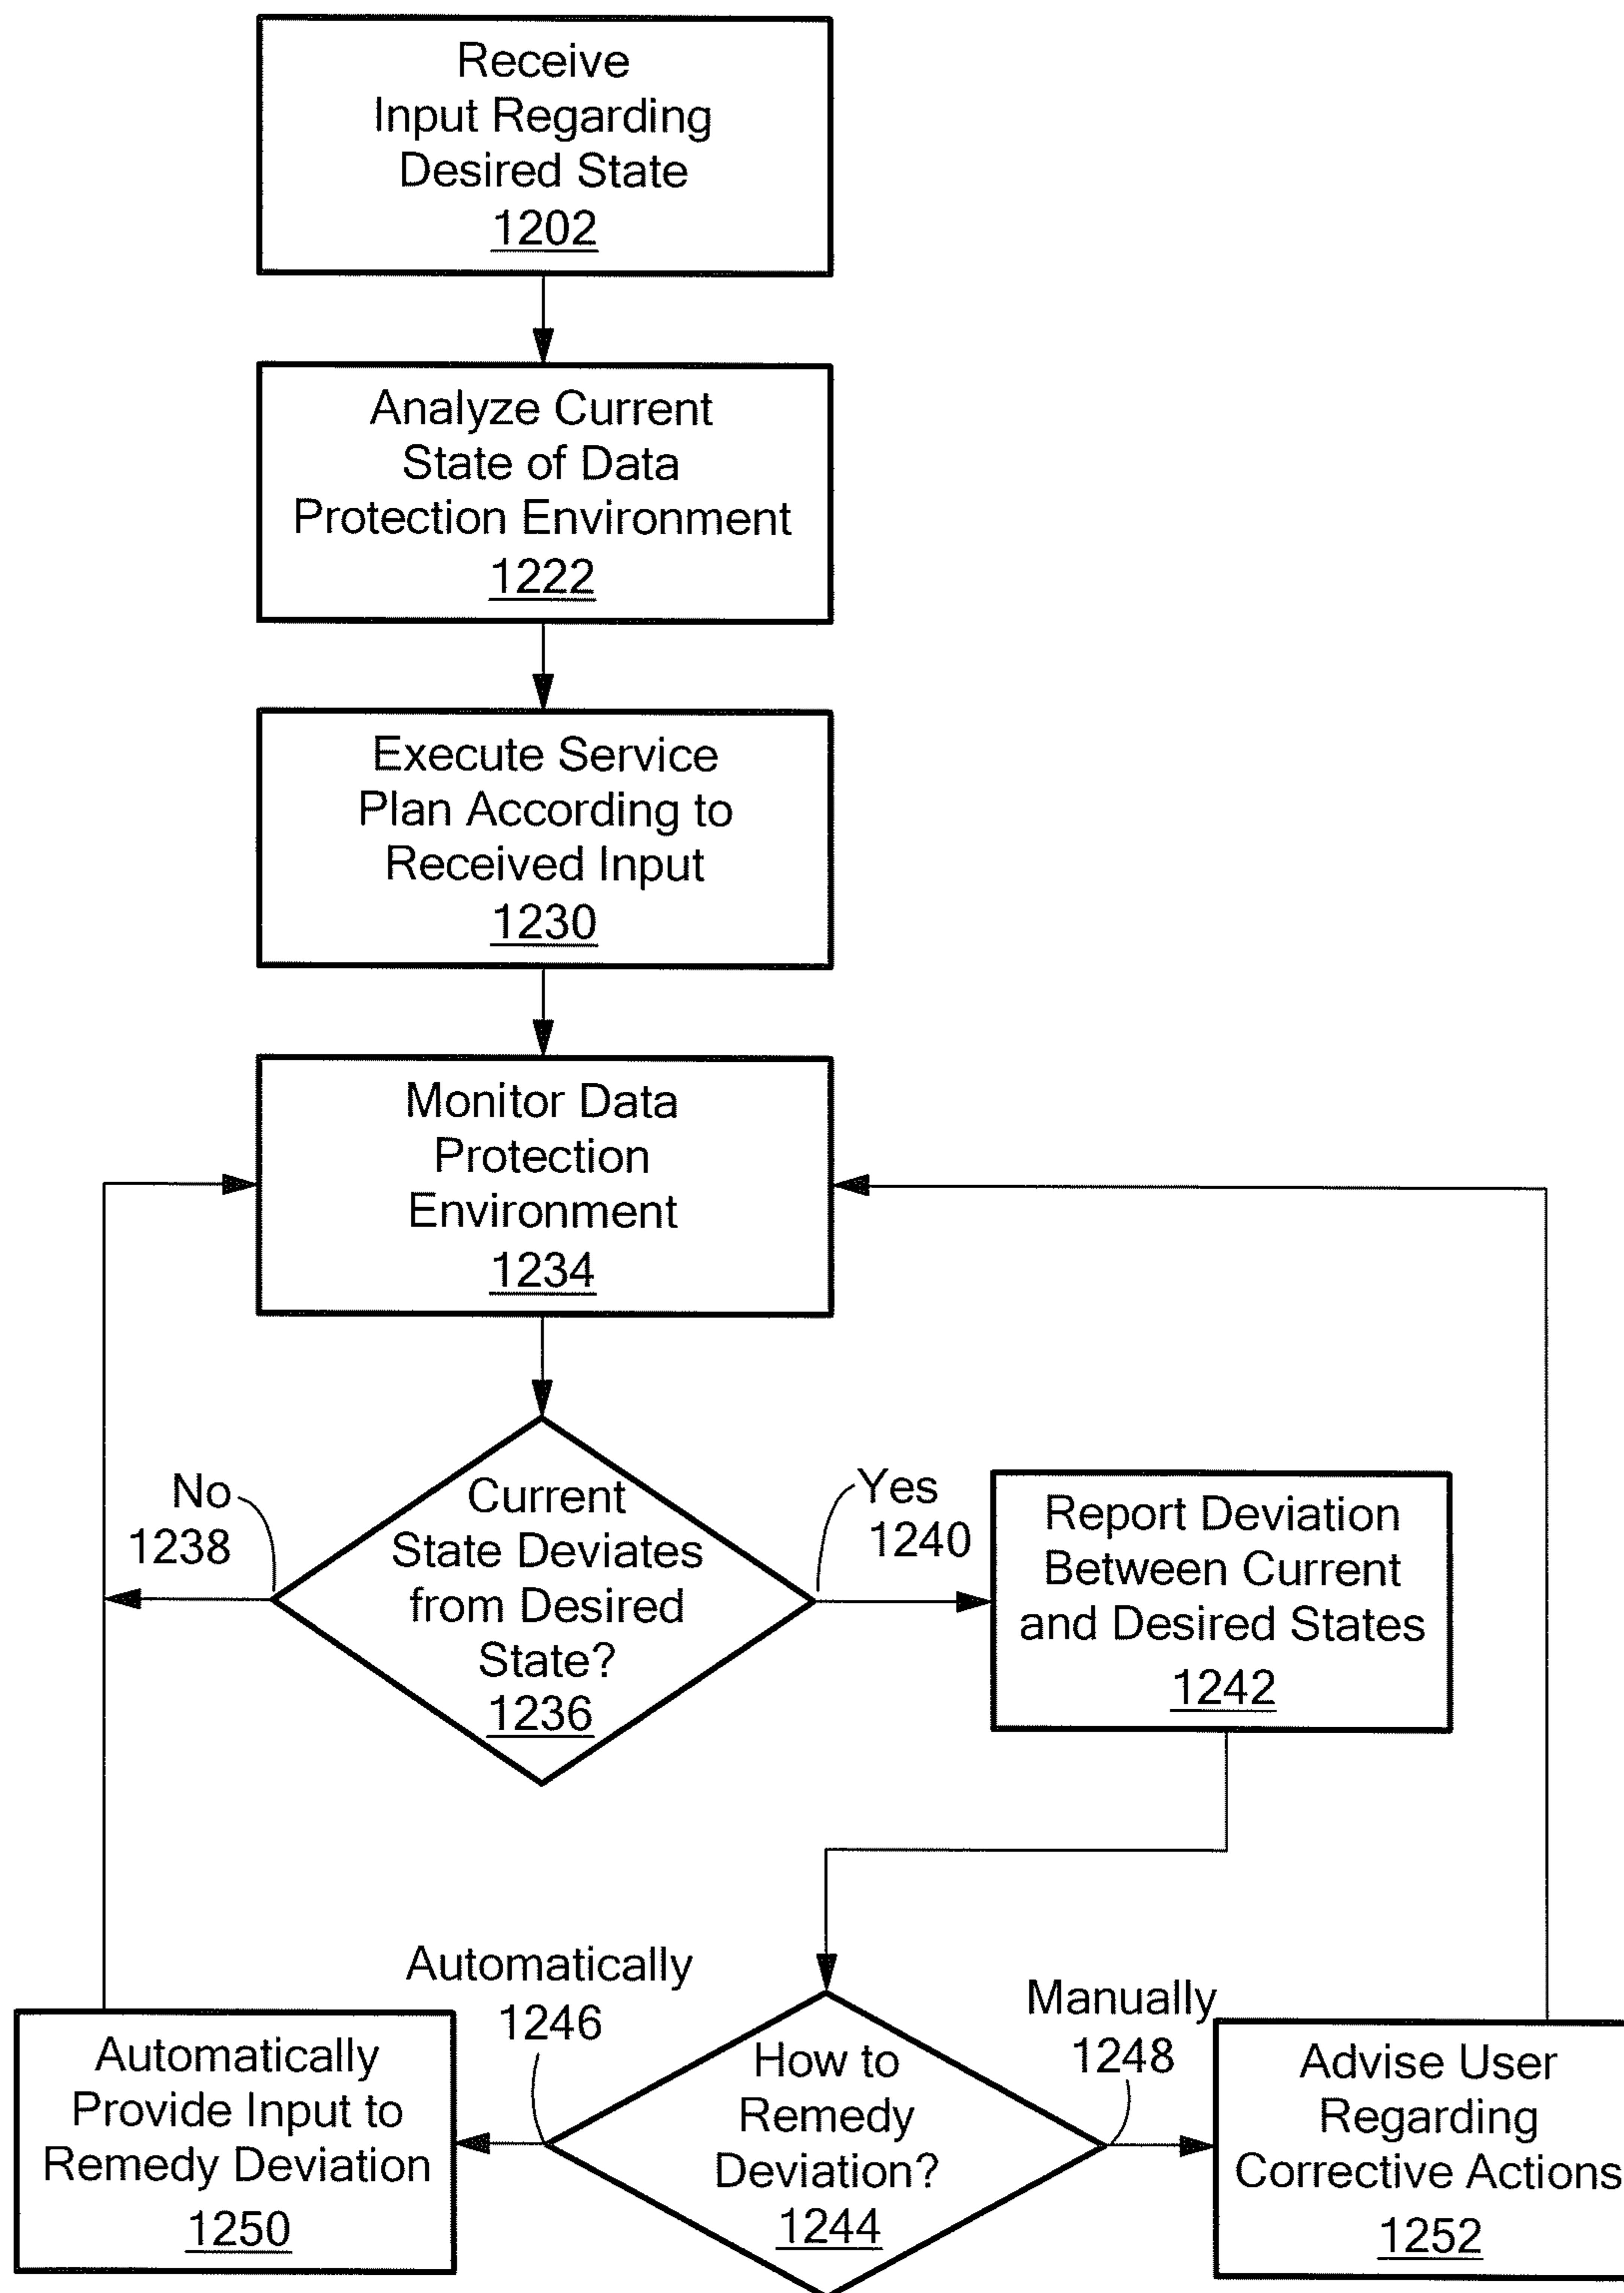 Receive
Input Regarding
Desired State
1202
Analyze Current
State of Data
Protection Environment
1222
Execute Service
Plan According to
Received Input
1230
Monitor Data
Protection
Environment
1234
No
1238
Current
State Deviates
from Desired
State?
1236
Yes
1240
Report Deviation
Between Current
and Desired States
1242
Automatically
1246
How to
Remedy
Deviation?
1244
Manually
1248
Automatically
Provide Input to
Remedy Deviation
1250
Advise User
Regarding
Corrective Actions
1252